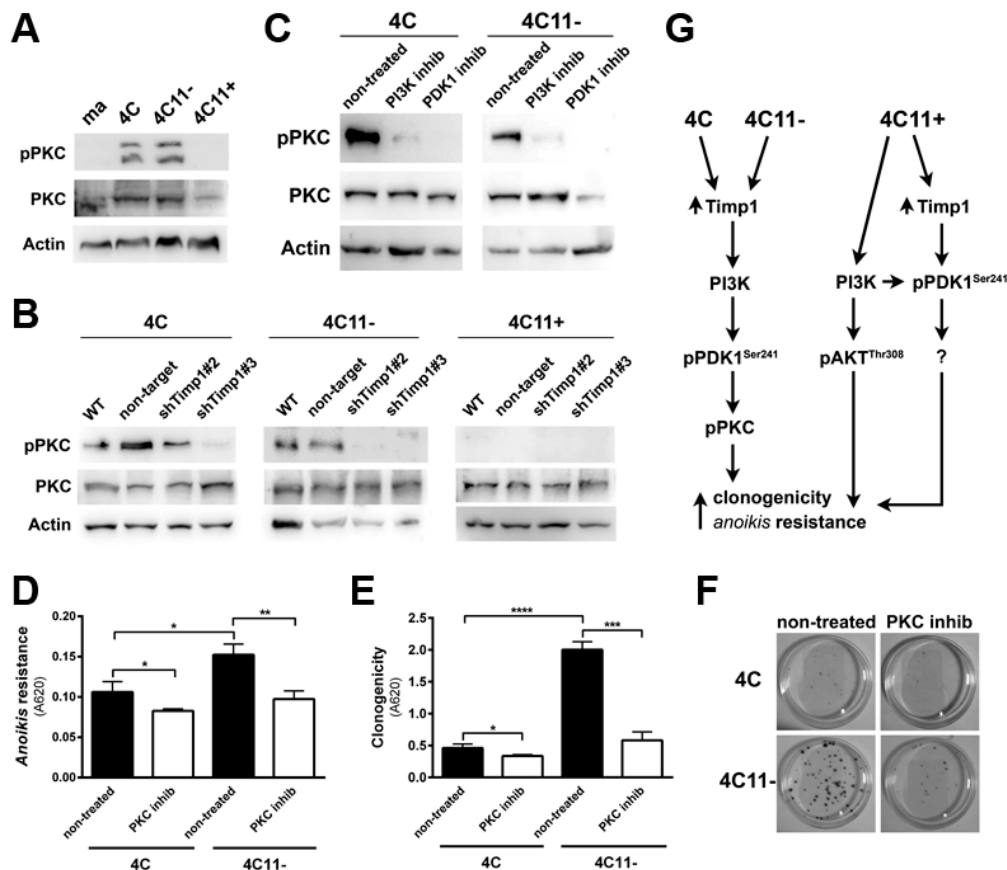 A
ma 4C 4C11- 4C11+
pPKC
PKC
Actin
B
4C 4C11- 4C11+
WT non-target shTimp1#2 shTimp1#3 WT non-target shTimp1#2 shTimp1#3 WT non-target shTimp1#2 shTimp1#3
pPKC
PKC
Actin
C
4C 4C11-
non-treated PI3K inhib PDK1 inhib non-treated PI3K inhib PDK1 inhib
pPKC
PKC
Actin
D
Anoikis resistance
(A620)
0.20
0.15
0.10
0.05
0.00
* * **
non-treated PKC inhib non-treated PKC inhib
4C 4C11-
E
Clonogenicity
(A620)
2.5
2.0
1.5
1.0
0.5
0.0
**** * ***
non-treated PKC inhib non-treated PKC inhib
4C 4C11-
F
non-treated PKC inhib
4C
4C11-
G
4C 4C11- 4C11+
Timp1 Timp1
PI3K PI3K pPDK1Ser241
pPDK1Ser241 pAKTThr308 ?
pPKC
clonogenicity
anoikis resistance